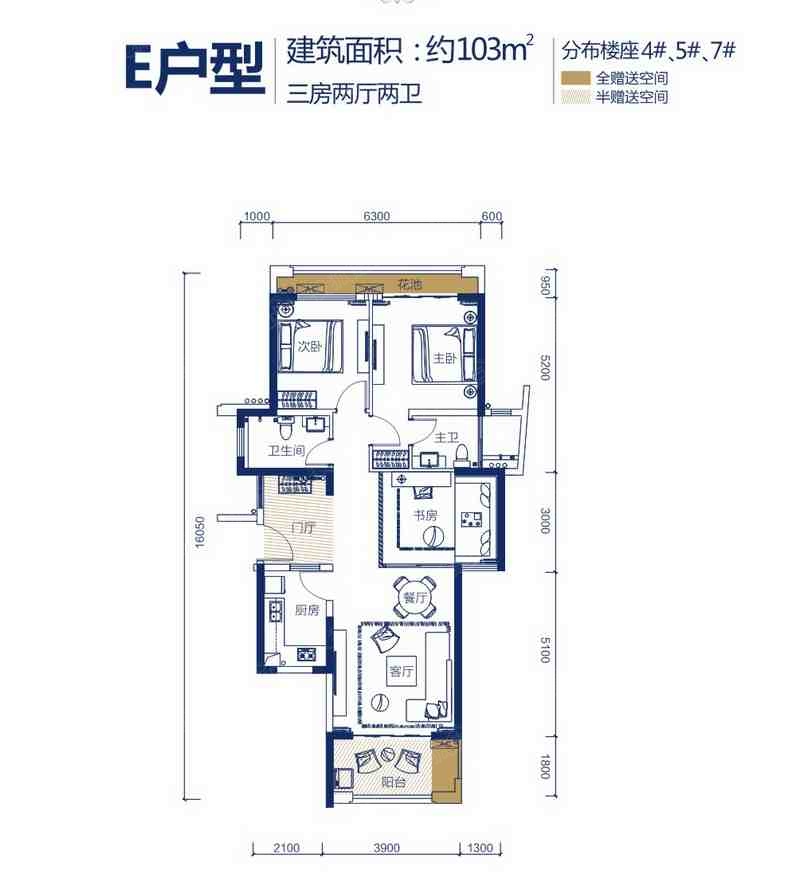 E户型
建筑面积：约103m²
三房两厅两卫
分布楼座4#、5#、7#
全赠送空间
半赠送空间
1000 6300 600
花池
950
次卧
主卧
5200
卫生间
主卫
16050
门厅
书房
3000
厨房
餐厅
客厅
5100
阳台
1800
2100 3900 1300